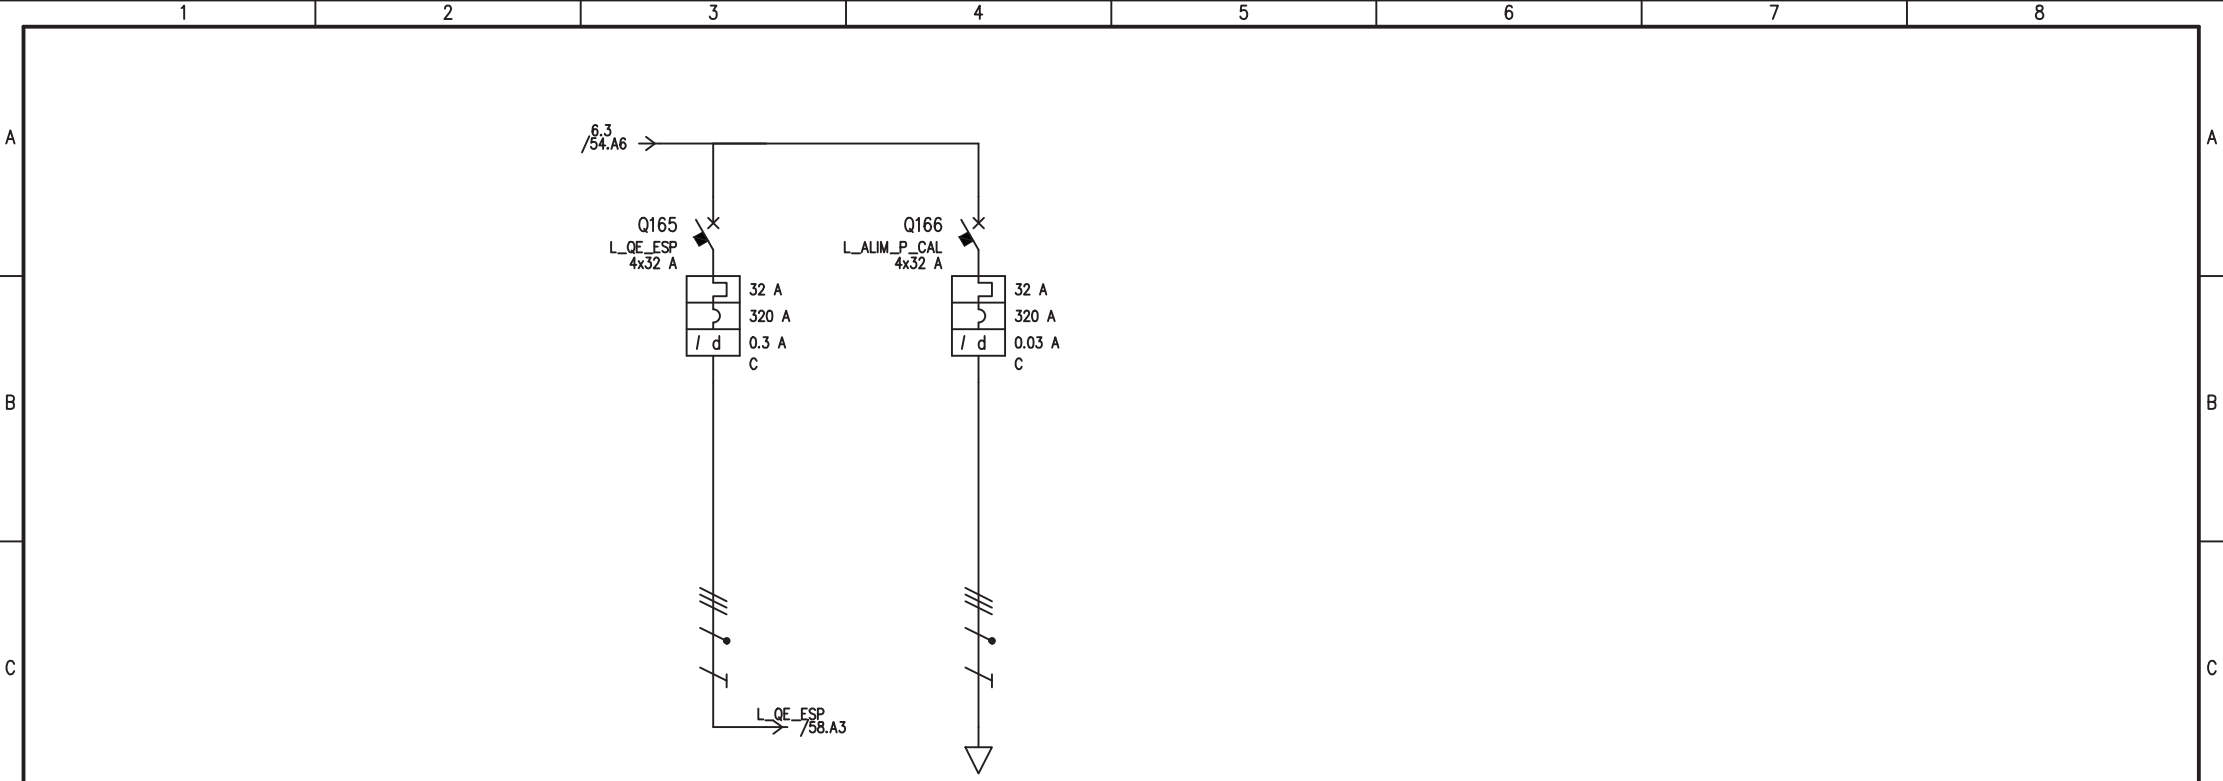 1 2 3 4 5 6 7 8
A A
6.3
/54.A6
Q165
L_QE_ESP
4x32 A
32 A
320 A
I d 0.3 A
C
Q166
L_ALIM_P_CAL
4x32 A
32 A
320 A
I d 0.03 A
C
B B
C C
L_QE_ESP
/58.A3